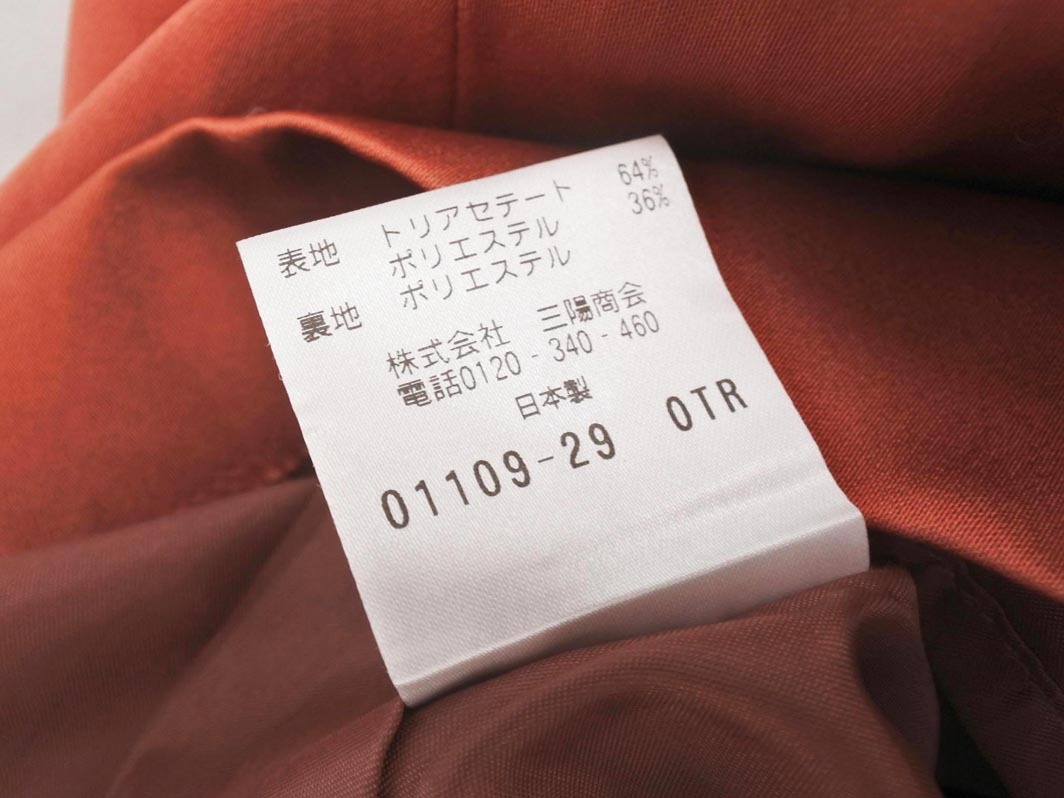 表地 トリアセテート 64%
ポリエステル 36%
裏地 ポリエステル
株式会社 三陽商会
電話0120-340-460
日本製
01109-29 0TR